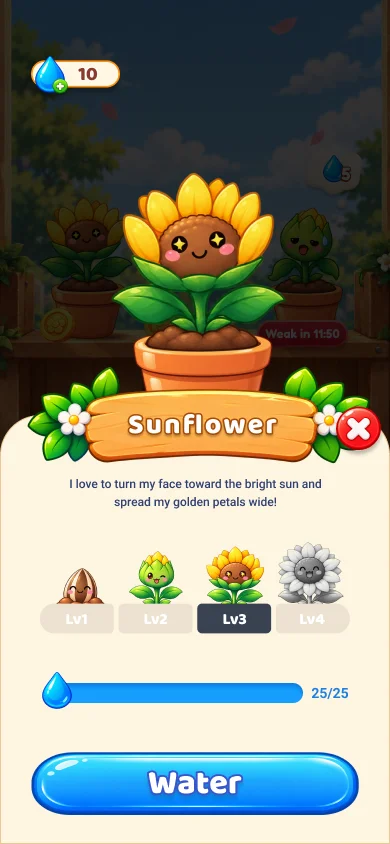 10
5
Weak in 11:50
Sunflower
I love to turn my face toward the bright sun and
spread my golden petals wide!
Lv1 Lv2 Lv3 Lv4
25/25
Water